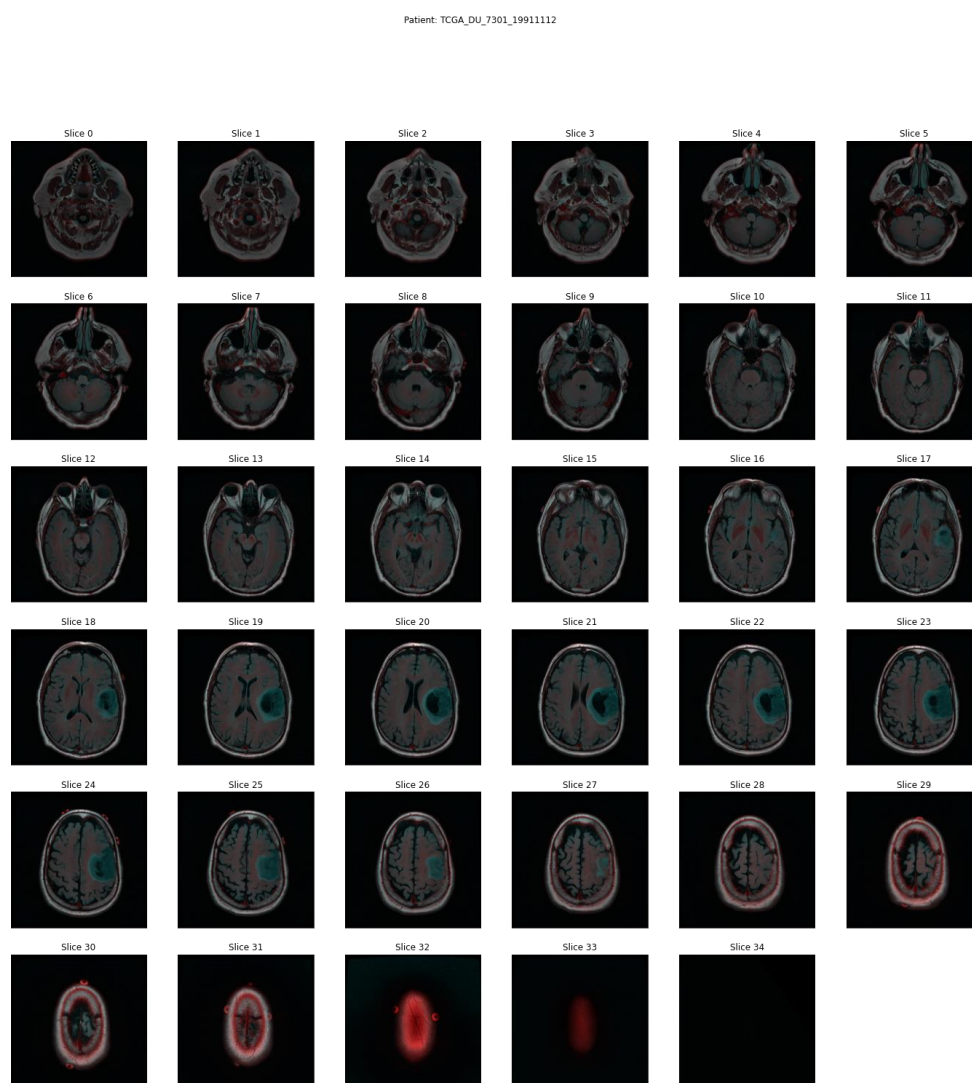 Patient: TCGA_DU_7301_19911112
Slice 0 Slice 1 Slice 2 Slice 3 Slice 4 Slice 5
Slice 6 Slice 7 Slice 8 Slice 9 Slice 10 Slice 11
Slice 12 Slice 13 Slice 14 Slice 15 Slice 16 Slice 17
Slice 18 Slice 19 Slice 20 Slice 21 Slice 22 Slice 23
Slice 24 Slice 25 Slice 26 Slice 27 Slice 28 Slice 29
Slice 30 Slice 31 Slice 32 Slice 33 Slice 34